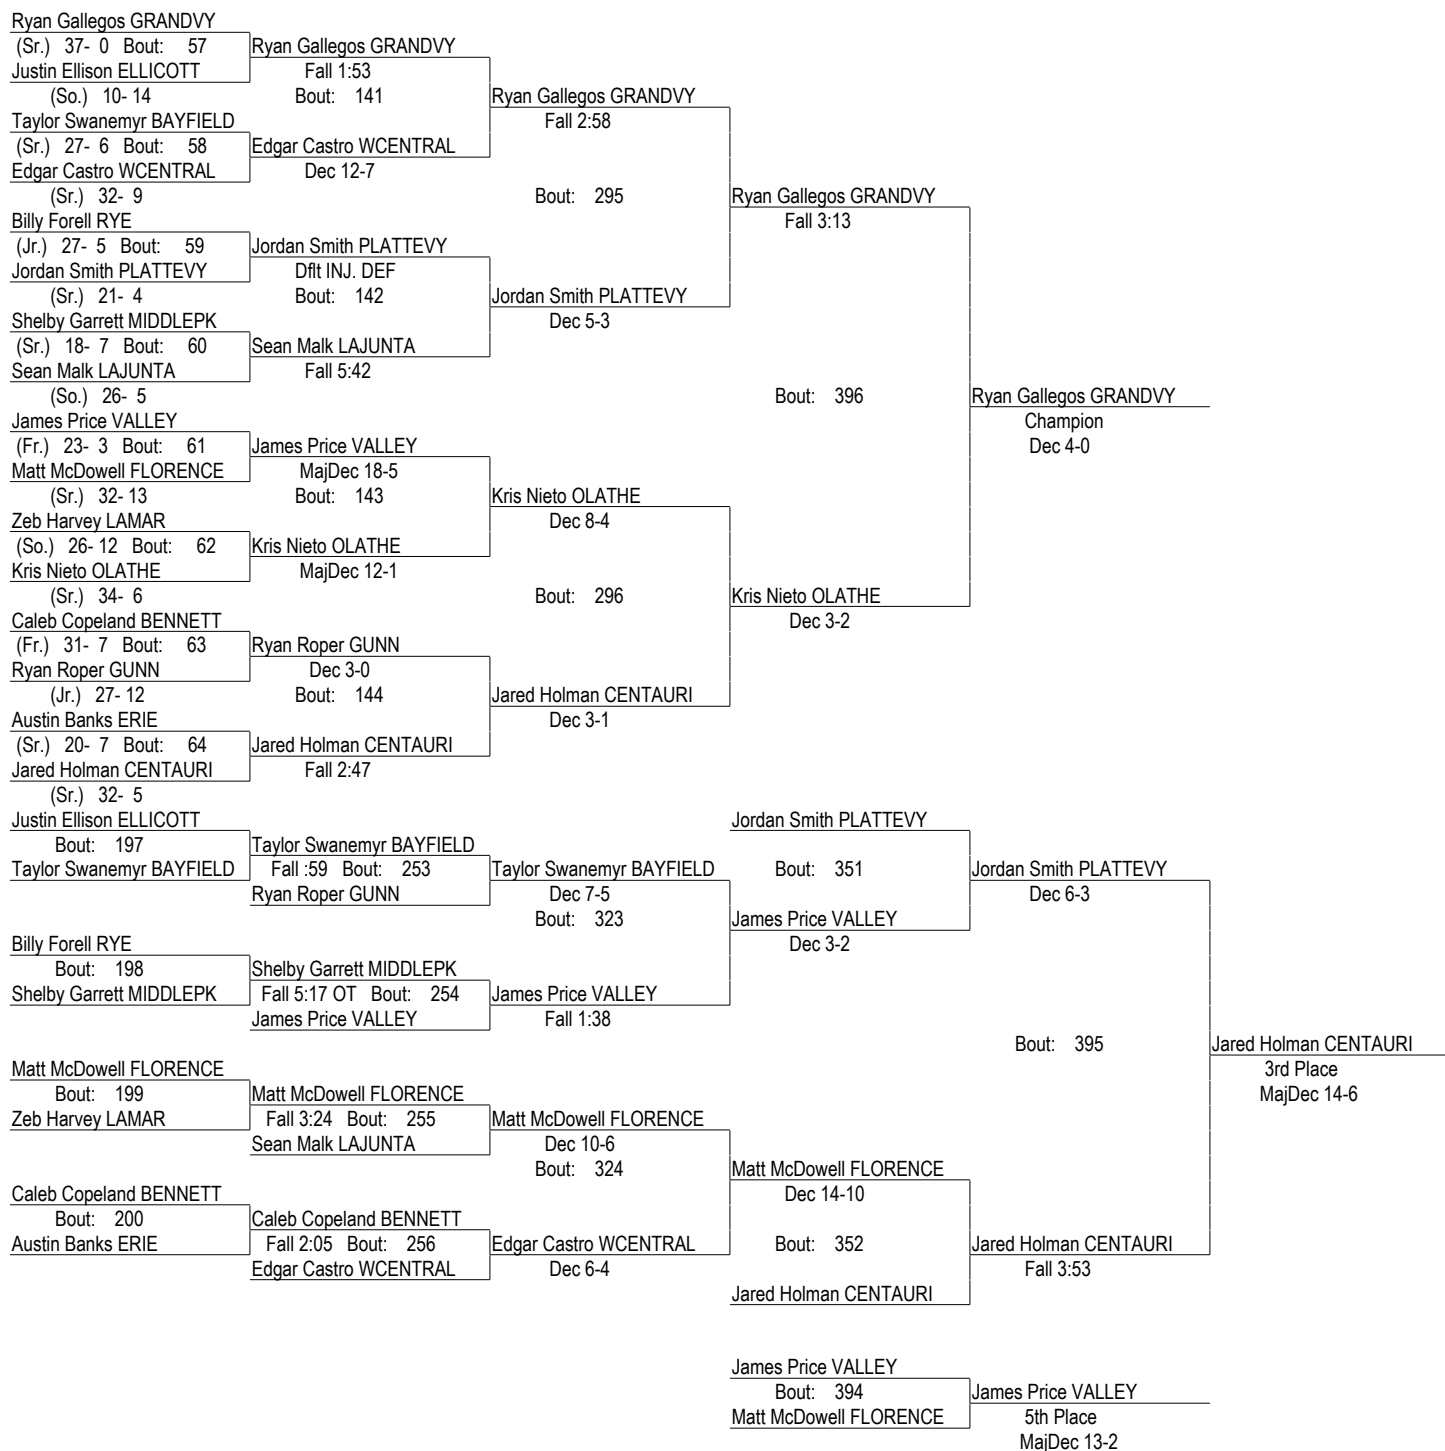 Ryan Gallegos GRANDVY
(Sr.) 37- 0 Bout: 57 Ryan Gallegos GRANDVY
Justin Ellison ELLICOTT Fall 1:53
(So.) 10- 14 Bout: 141 Ryan Gallegos GRANDVY
Taylor Swanemyr BAYFIELD Fall 2:58
(Sr.) 27- 6 Bout: 58 Edgar Castro WCENTRAL
Edgar Castro WCENTRAL Dec 12-7
(Sr.) 32- 9 Bout: 295 Ryan Gallegos GRANDVY
Billy Forell RYE Fall 3:13
(Jr.) 27- 5 Bout: 59 Jordan Smith PLATTEVY
Jordan Smith PLATTEVY Dflt INJ. DEF
(Sr.) 21- 4 Bout: 142 Jordan Smith PLATTEVY
Shelby Garrett MIDDLEPK Dec 5-3
(Sr.) 18- 7 Bout: 60 Sean Malk LAJUNTA
Sean Malk LAJUNTA Fall 5:42
(So.) 26- 5 Bout: 396 Ryan Gallegos GRANDVY
James Price VALLEY Champion
(Fr.) 23- 3 Bout: 61 James Price VALLEY Dec 4-0
Matt McDowell FLORENCE MajDec 18-5
(Sr.) 32- 13 Bout: 143 Kris Nieto OLATHE
Zeb Harvey LAMAR Dec 8-4
(So.) 26- 12 Bout: 62 Kris Nieto OLATHE
Kris Nieto OLATHE MajDec 12-1
(Sr.) 34- 6 Bout: 296 Kris Nieto OLATHE
Caleb Copeland BENNETT Dec 3-2
(Fr.) 31- 7 Bout: 63 Ryan Roper GUNN
Ryan Roper GUNN Dec 3-0
(Jr.) 27- 12 Bout: 144 Jared Holman CENTAURI
Austin Banks ERIE Dec 3-1
(Sr.) 20- 7 Bout: 64 Jared Holman CENTAURI
Jared Holman CENTAURI Fall 2:47
(Sr.) 32- 5
Justin Ellison ELLICOTT Jordan Smith PLATTEVY
Bout: 197 Taylor Swanemyr BAYFIELD
Taylor Swanemyr BAYFIELD Fall :59 Bout: 253 Taylor Swanemyr BAYFIELD Bout: 351 Jordan Smith PLATTEVY
Ryan Roper GUNN Dec 7-5 Dec 6-3
Bout: 323 James Price VALLEY
Billy Forell RYE Dec 3-2
Bout: 198 Shelby Garrett MIDDLEPK
Shelby Garrett MIDDLEPK Fall 5:17 OT Bout: 254 James Price VALLEY
James Price VALLEY Fall 1:38
Bout: 395 Jared Holman CENTAURI
Matt McDowell FLORENCE 3rd Place
Bout: 199 Matt McDowell FLORENCE MajDec 14-6
Zeb Harvey LAMAR Fall 3:24 Bout: 255 Matt McDowell FLORENCE
Sean Malk LAJUNTA Dec 10-6
Bout: 324 Matt McDowell FLORENCE
Caleb Copeland BENNETT Dec 14-10
Bout: 200 Caleb Copeland BENNETT
Austin Banks ERIE Fall 2:05 Bout: 256 Edgar Castro WCENTRAL Bout: 352 Jared Holman CENTAURI
Edgar Castro WCENTRAL Dec 6-4 Fall 3:53
Jared Holman CENTAURI
James Price VALLEY
Bout: 394 James Price VALLEY
Matt McDowell FLORENCE 5th Place
MajDec 13-2